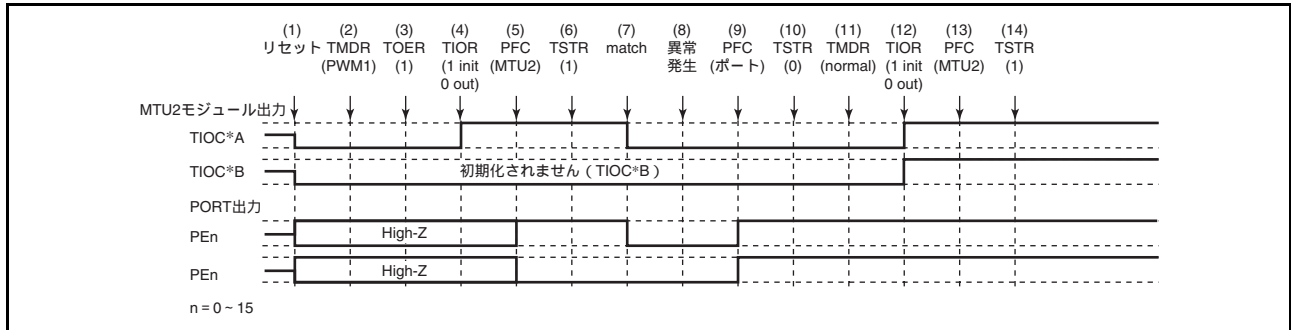 (1) (2) (3) (4) (5) (6) (7) (8) (9) (10) (11) (12) (13) (14)
リセット TMDR TOER TIOR PFC TSTR match 異常 PFC TSTR TMDR TIOR PFC TSTR
(PWM1) (1) (1 init (MTU2) (1) 発生 (ポート) (0) (normal) (1 init (MTU2) (1)
0 out) 0 out)
MTU2モジュール出力
TIOC*A
TIOC*B 初期化されません(TIOC*B)
PORT出力
PEn High-Z
PEn High-Z
n = 0 ~ 15